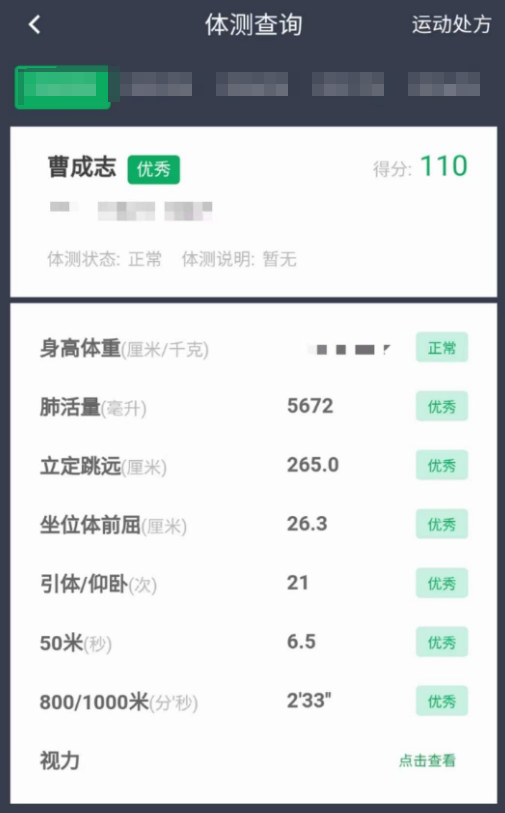 体测查询 运动处方
曹成志 优秀 得分: 110
体测状态: 正常 体测说明: 暂无
身高体重(厘米/千克) 正常
肺活量(毫升) 5672 优秀
立定跳远(厘米) 265.0 优秀
坐位体前屈(厘米) 26.3 优秀
引体/仰卧(次) 21 优秀
50米(秒) 6.5 优秀
800/1000米(分'秒) 2'33" 优秀
视力 点击查看